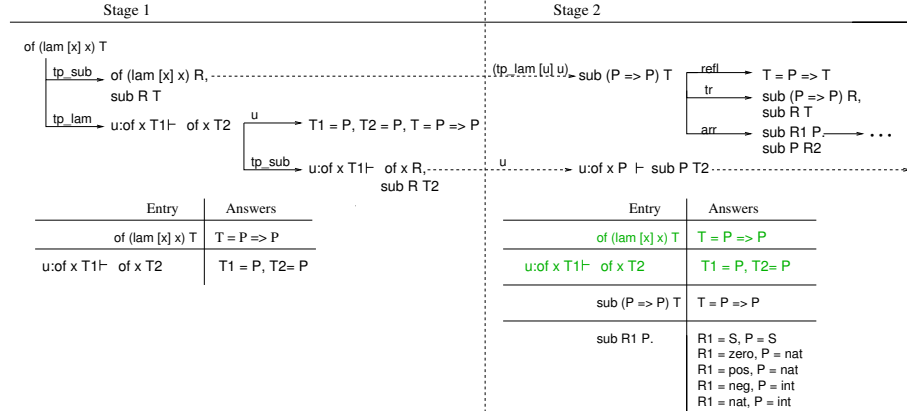 Stage 1
Stage 2
of (lam [x] x) T
tp_sub
of (lam [x] x) R,
sub R T
(tp_lam [u] u)
sub (P => P) T
refl
T = P => T
tr
sub (P => P) R,
sub R T
arr
sub R1 P.
sub P R2
• • •
tp_lam
u:of x T1⊢ of x T2
u
T1 = P, T2 = P, T = P => P
tp_sub
u:of x T1⊢ of x R,
sub R T2
u
u:of x P ⊢ sub P T2
Entry Answers
of (lam [x] x) T T = P => P
u:of x T1⊢ of x T2 T1 = P, T2= P
Entry Answers
of (lam [x] x) T T = P => P
u:of x T1⊢ of x T2 T1 = P, T2= P
sub (P => P) T T = P => P
sub R1 P. R1 = S, P = S
R1 = zero, P = nat
R1 = pos, P = nat
R1 = neg, P = int
R1 = nat, P = int